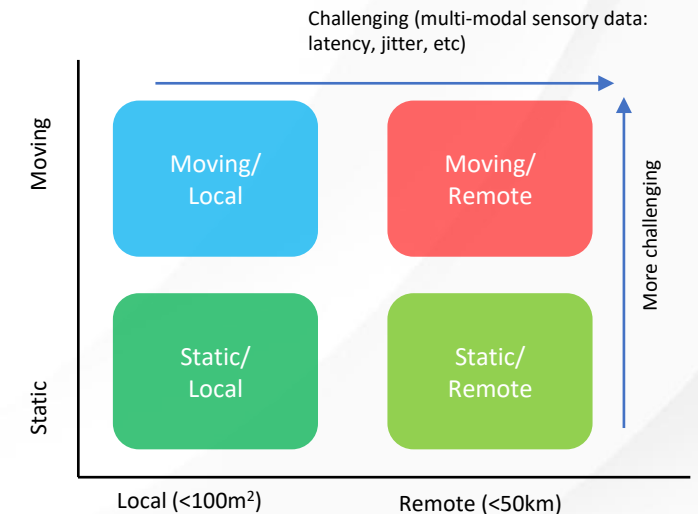 Challenging (multi-modal sensory data:
latency, jitter, etc)
Moving
Moving/
Local
Moving/
Remote
More challenging
Static
Static/
Local
Static/
Remote
Local (<100m²)
Remote (<50km)